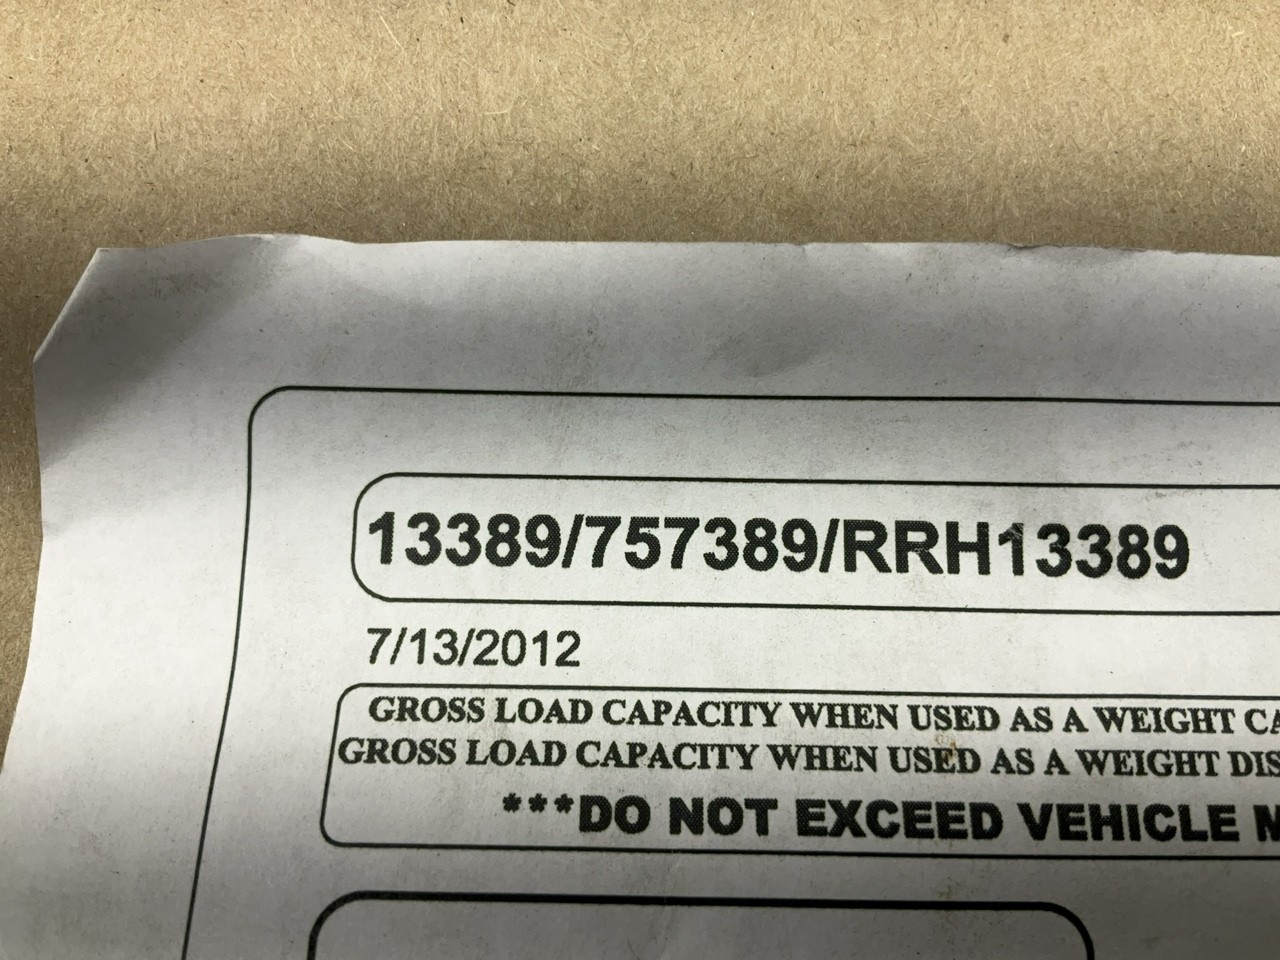 13389/757389/RRH13389
7/13/2012
GROSS LOAD CAPACITY WHEN USED AS A WEIGHT
GROSS LOAD CAPACITY WHEN USED AS A WEIGHT
***DO NOT EXCEED VEHICLE